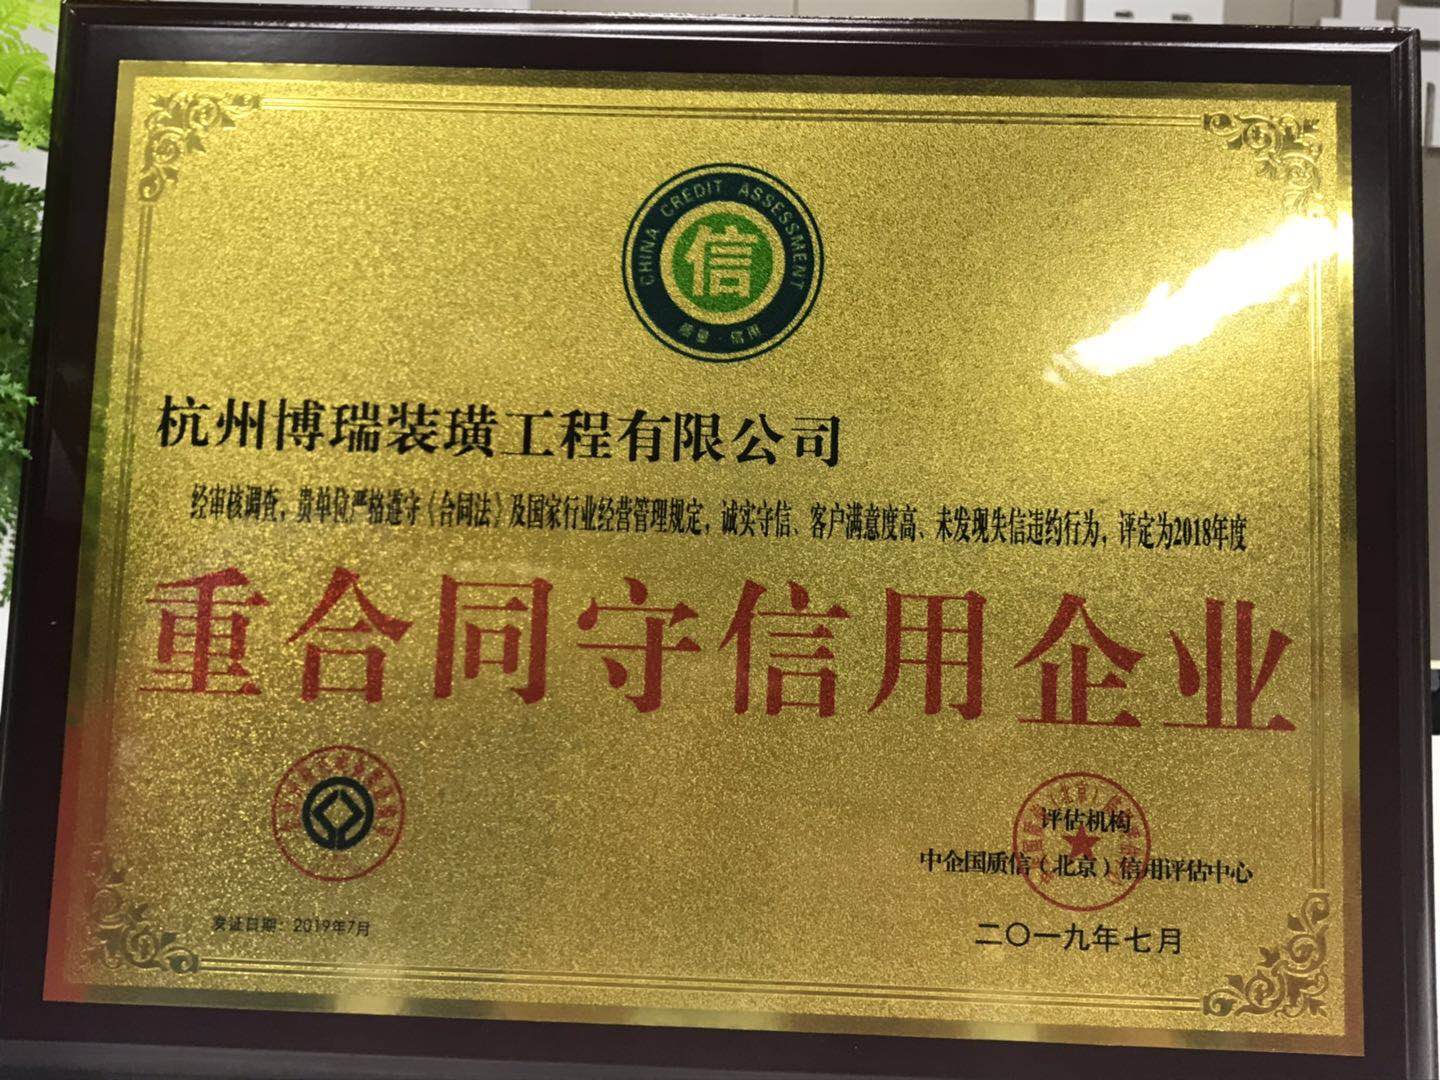 CHINA CREDIT ASSESSMENT
信
质量·信用
杭州博瑞装璜工程有限公司
经审核调查，贵单位严格遵守《合同法》及国家行业经营管理规定，诚实守信、客户满意度高、未发现失信违约行为，评定为2018年度
重合同守信用企业
评估机构
中企国质信（北京）信用评估中心
发证日期：2019年7月
二〇一九年七月